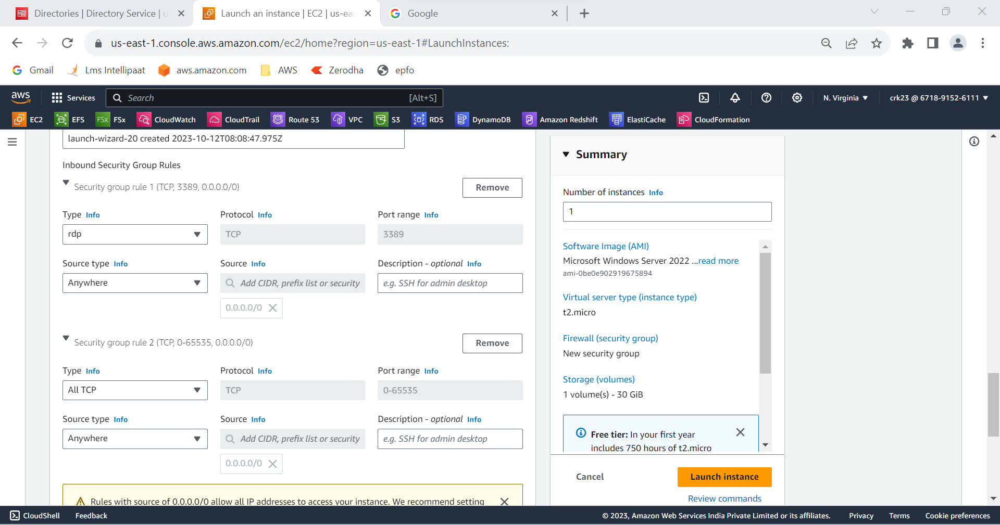 Directories | Directory Service | u
Launch an instance | EC2 | us-ea
Google
us-east-1.console.aws.amazon.com/ec2/home?region=us-east-1#LaunchInstances:
Gmail
Lms Intellipaat
aws.amazon.com
AWS
Zerodha
epfo
aws
Services
Search
[Alt+S]
N. Virginia
crk23 @ 6718-9152-6111
EC2
EFS
FSx
FSx
CloudWatch
CloudTrail
Route 53
VPC
S3
RDS
DynamoDB
Amazon Redshift
ElastiCache
CloudFormation
launch-wizard-20 created 2023-10-12T08:08:47.975Z
Inbound Security Group Rules
Security group rule 1 (TCP, 3389, 0.0.0.0/0)
Remove
Type Info
Protocol Info
Port range Info
rdp
TCP
3389
Source type Info
Source Info
Description - optional Info
Anywhere
Add CIDR, prefix list or security
e.g. SSH for admin desktop
0.0.0.0/0
Security group rule 2 (TCP, 0-65535, 0.0.0.0/0)
Remove
Type Info
Protocol Info
Port range Info
All TCP
TCP
0-65535
Source type Info
Source Info
Description - optional Info
Anywhere
Add CIDR, prefix list or security
e.g. SSH for admin desktop
0.0.0.0/0
Rules with source of 0.0.0.0/0 allow all IP addresses to access your instance. We recommend setting
Summary
Number of instances Info
1
Software Image (AMI)
Microsoft Windows Server 2022 ...read more
ami-0be0e902919675894
Virtual server type (instance type)
t2.micro
Firewall (security group)
New security group
Storage (volumes)
1 volume(s) - 30 GiB
Free tier: In your first year
includes 750 hours of t2.micro
Cancel
Launch instance
Review commands
CloudShell
Feedback
© 2023, Amazon Web Services India Private Limited or its affiliates.
Privacy
Terms
Cookie preferences